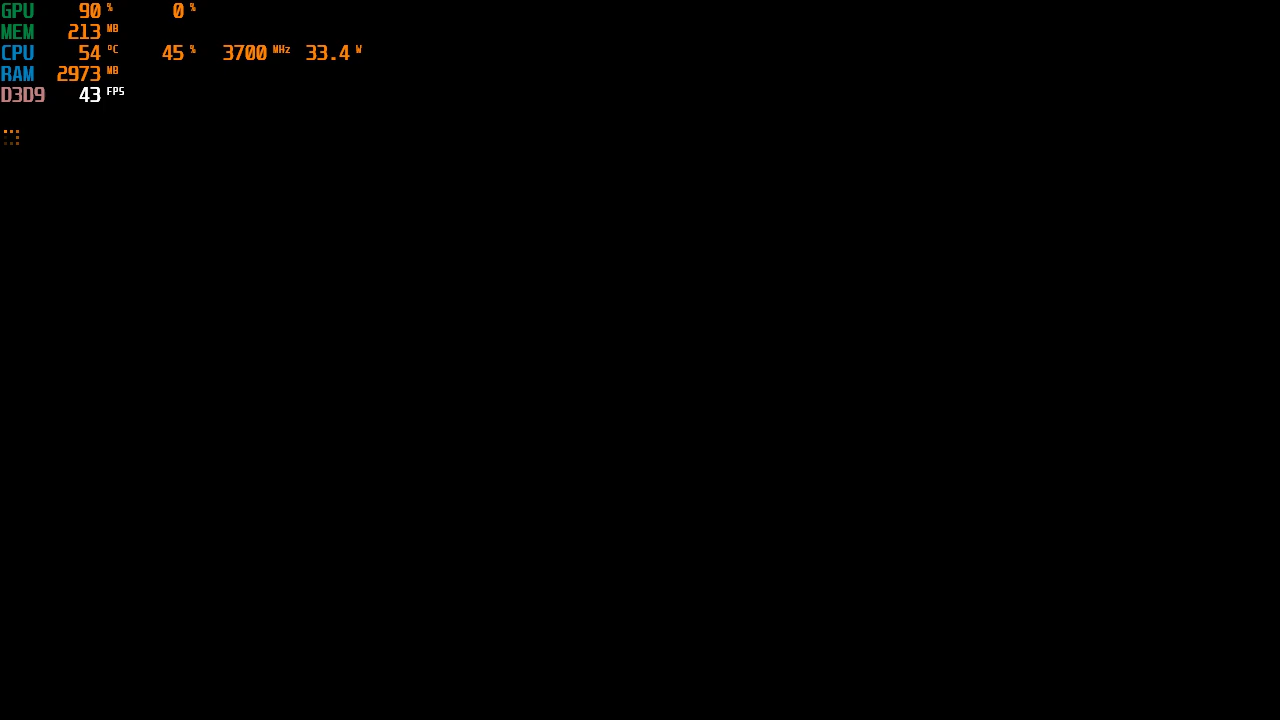 GPU 90 % 0 %
MEM 213 MB
CPU 54 °C 45 % 3700 MHz 33.4 W
RAM 2973 MB
D3D9 43 FPS